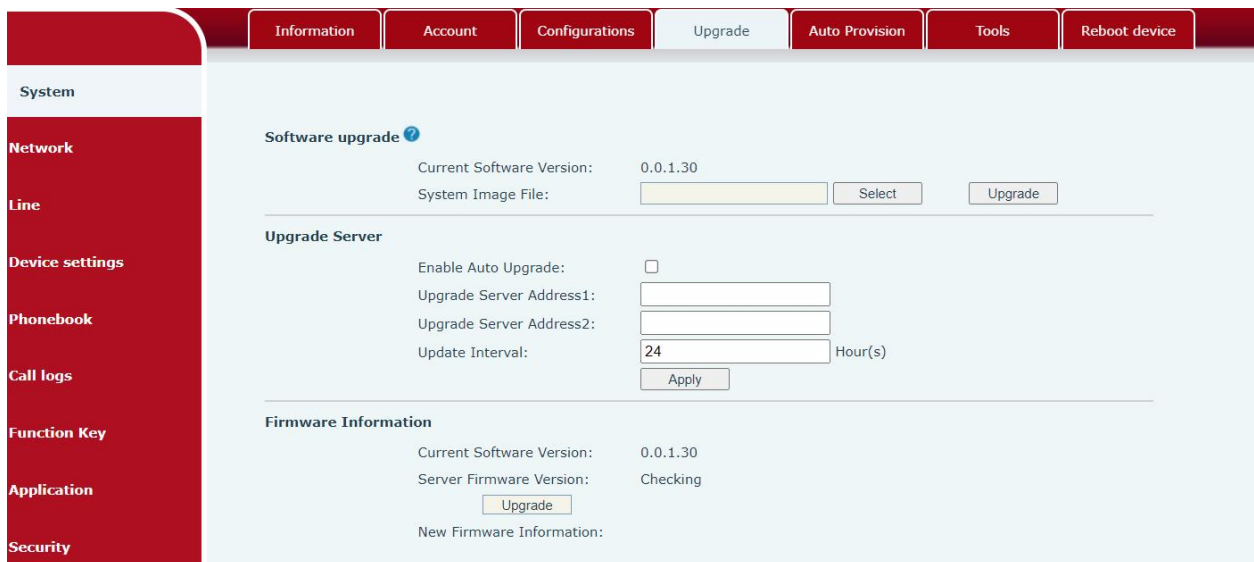 Information Account Configurations Upgrade Auto Provision Tools Reboot device
System
Network
Line
Device settings
Phonebook
Call logs
Function Key
Application
Security
Software upgrade ?
Current Software Version: 0.0.1.30
System Image File: Select Upgrade
Upgrade Server
Enable Auto Upgrade:
Upgrade Server Address1:
Upgrade Server Address2:
Update Interval: 24 Hour(s)
Apply
Firmware Information
Current Software Version: 0.0.1.30
Server Firmware Version: Checking
Upgrade
New Firmware Information: